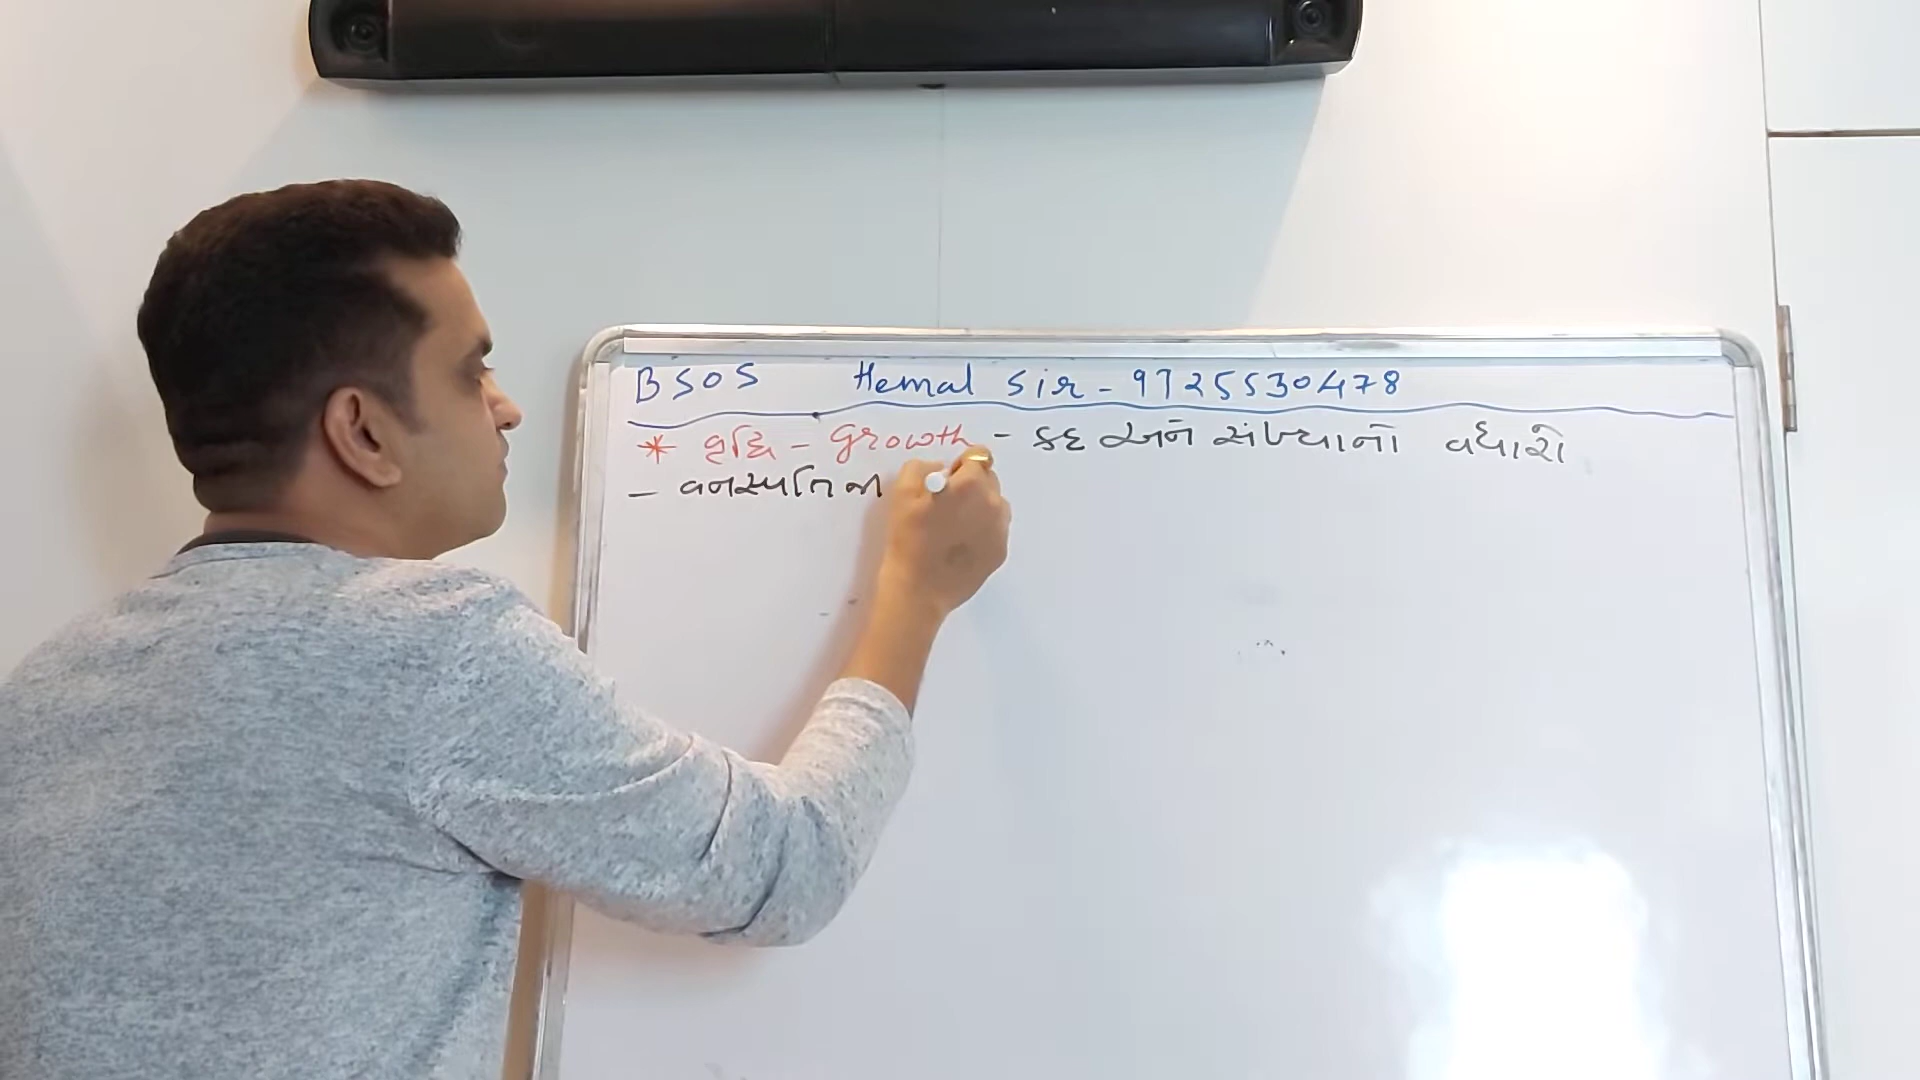 BSOS Hemal Sir - 9725530478
* વૃદ્ધિ - Growth - કદ અને સંખ્યાનો વધારો
- વનસ્પતિના